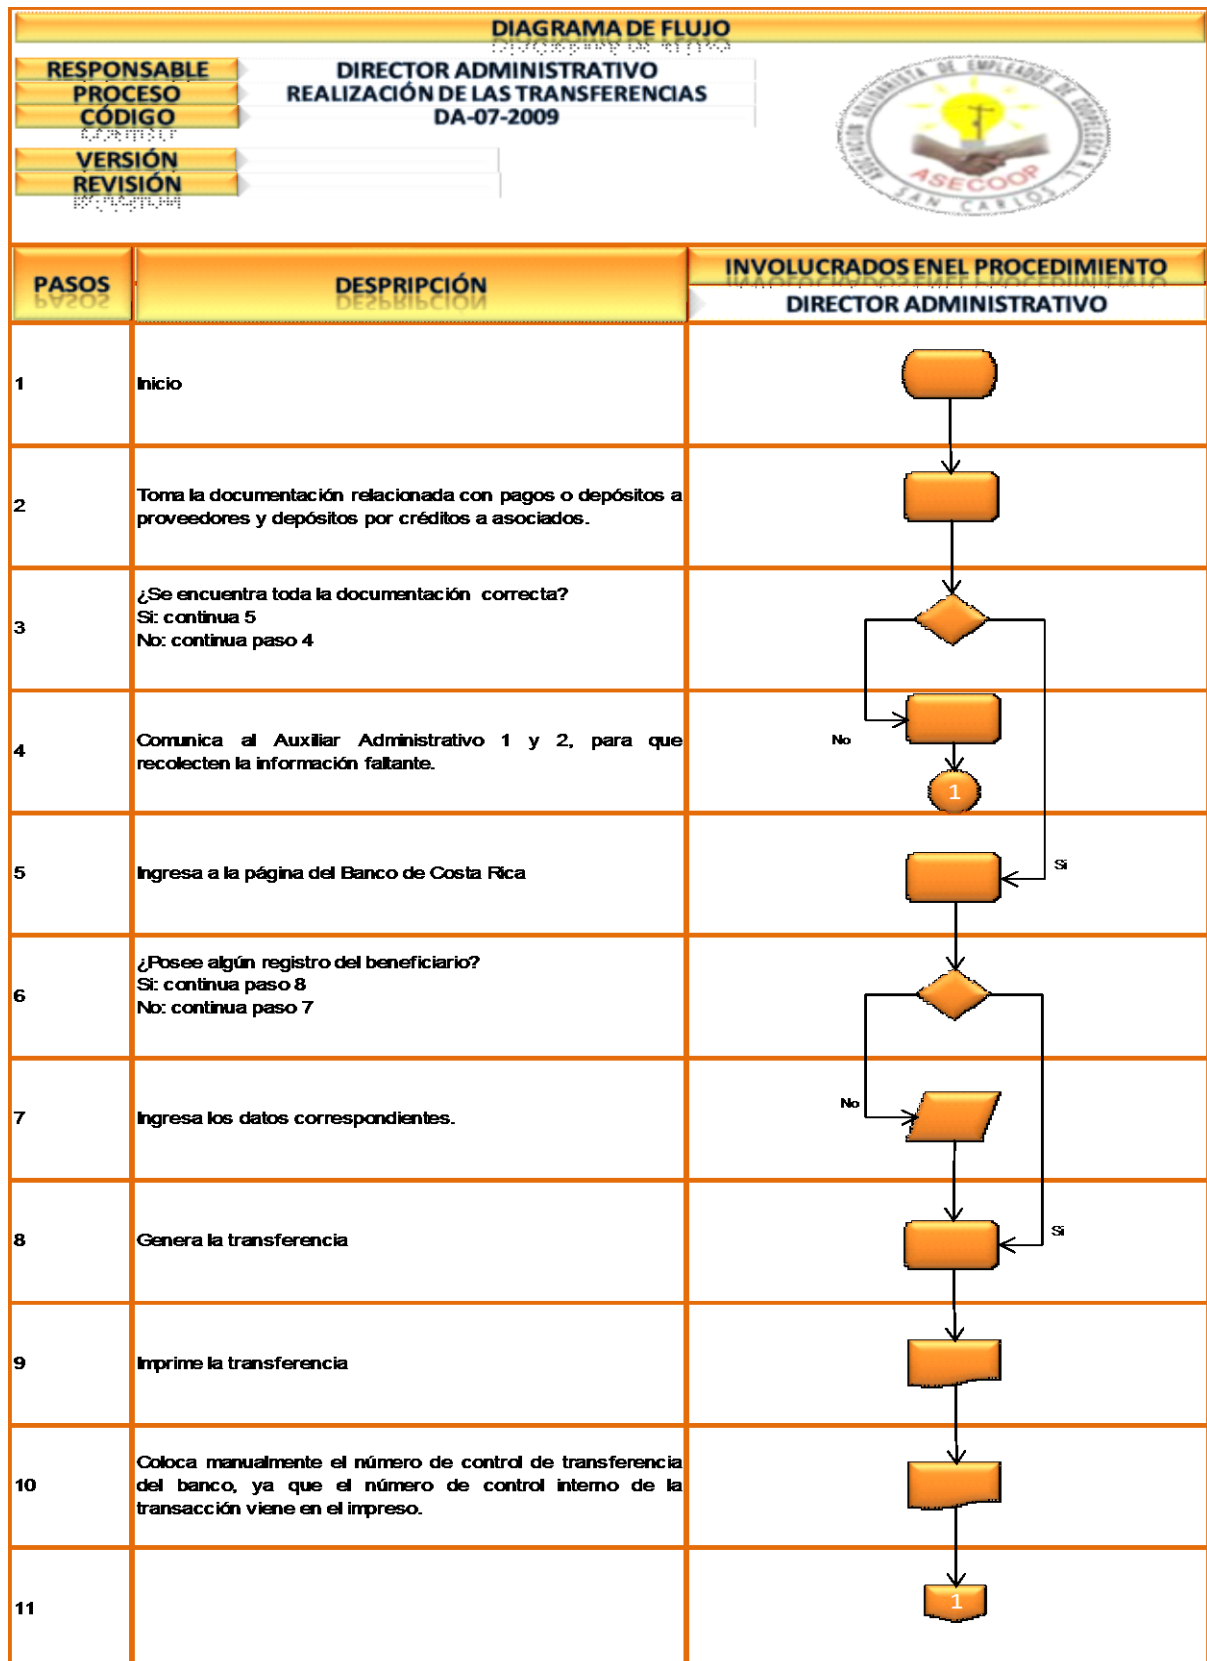 DIAGRAMA DE FLUJO
RESPONSABLE DIRECTOR ADMINISTRATIVO
PROCESO REALIZACIÓN DE LAS TRANSFERENCIAS
CÓDIGO DA-07-2009
VERSIÓN
REVISIÓN
ASOCIACIÓN SOLIDARISTA DE EMPLEADOS DE COOPELESCA R.L.
ASECOOP
SAN CARLOS
PASOS
DESPRIPCIÓN
INVOLUCRADOS ENEL PROCEDIMIENTO
DIRECTOR ADMINISTRATIVO
1
Inicio
2
Toma la documentación relacionada con pagos o depósitos a
proveedores y depósitos por créditos a asociados.
3
¿Se encuentra toda la documentación correcta?
Si: continua 5
No: continua paso 4
4
Comunica al Auxiliar Administrativo 1 y 2, para que
recolecten la información faltante.
No
1
5
Ingresa a la página del Banco de Costa Rica
Si
6
¿Posee algún registro del beneficiario?
Si: continua paso 8
No: continua paso 7
7
Ingresa los datos correspondientes.
No
8
Genera la transferencia
Si
9
Imprime la transferencia
10
Coloca manualmente el número de control de transferencia
del banco, ya que el número de control interno de la
transacción viene en el impreso.
11
1